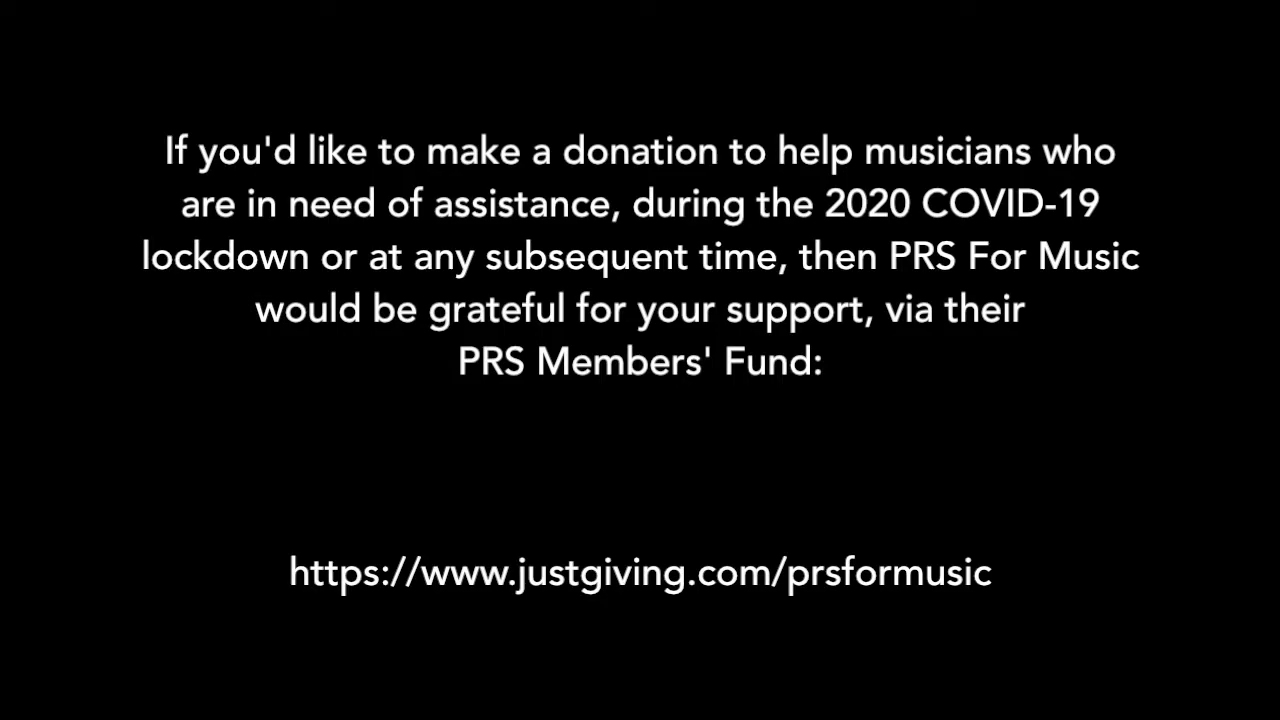 If you'd like to make a donation to help musicians who
are in need of assistance, during the 2020 COVID-19
lockdown or at any subsequent time, then PRS For Music
would be grateful for your support, via their
PRS Members' Fund:
https://www.justgiving.com/prsformusic